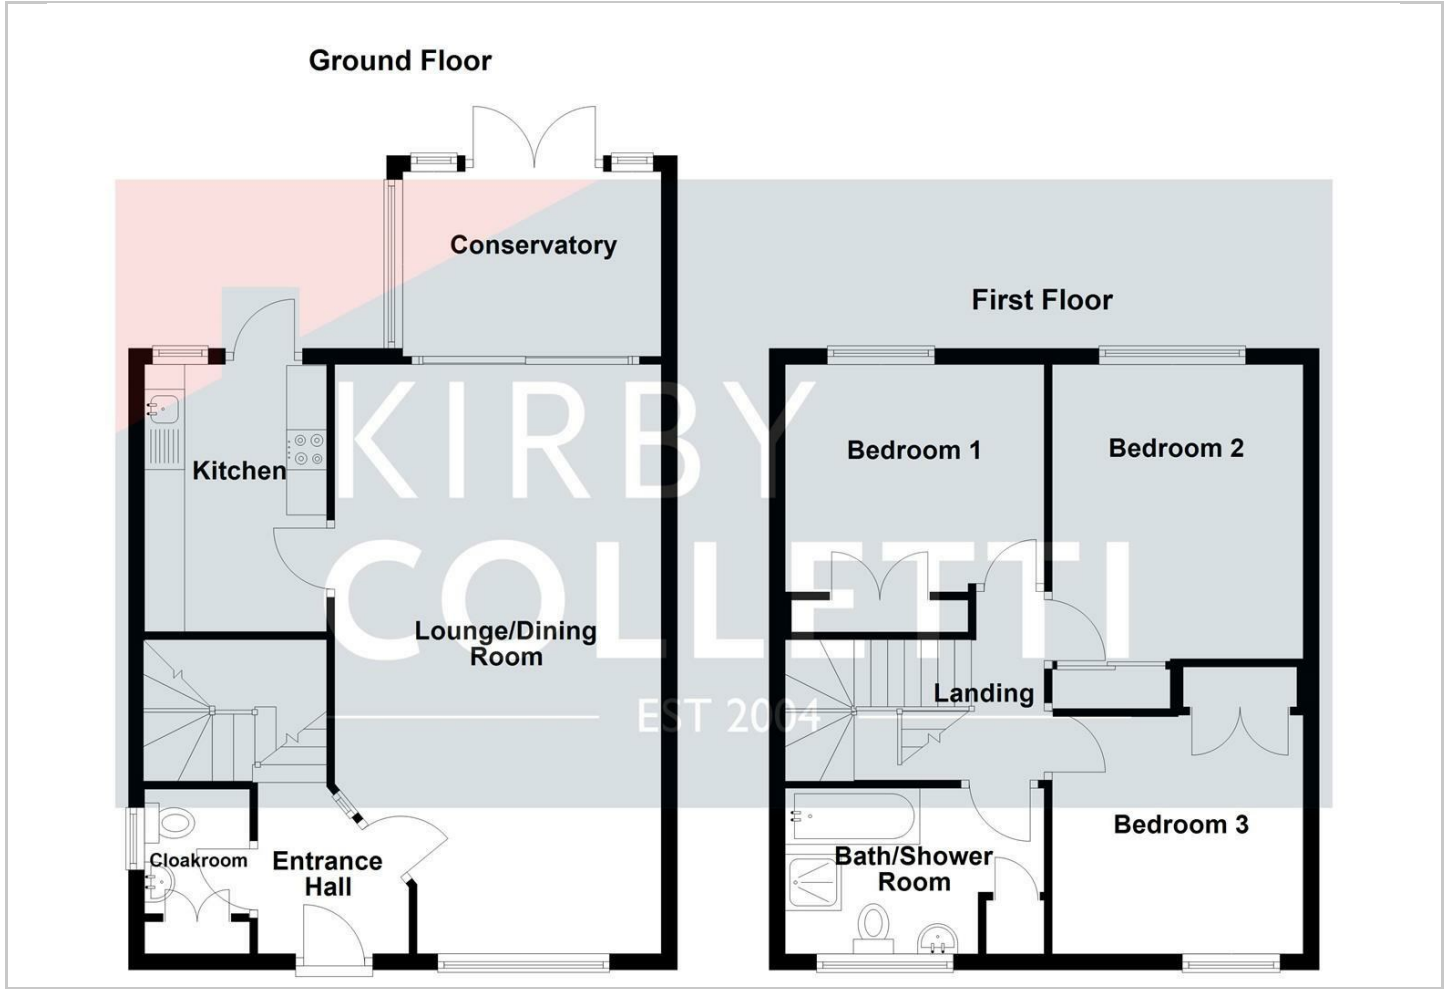 Ground Floor
Conservatory
First Floor
KIRBY
COLLETTI
EST 2004
Kitchen
Lounge/Dining
Room
Cloakroom
Entrance
Hall
Bedroom 1
Bedroom 2
Landing
Bedroom 3
Bath/Shower
Room